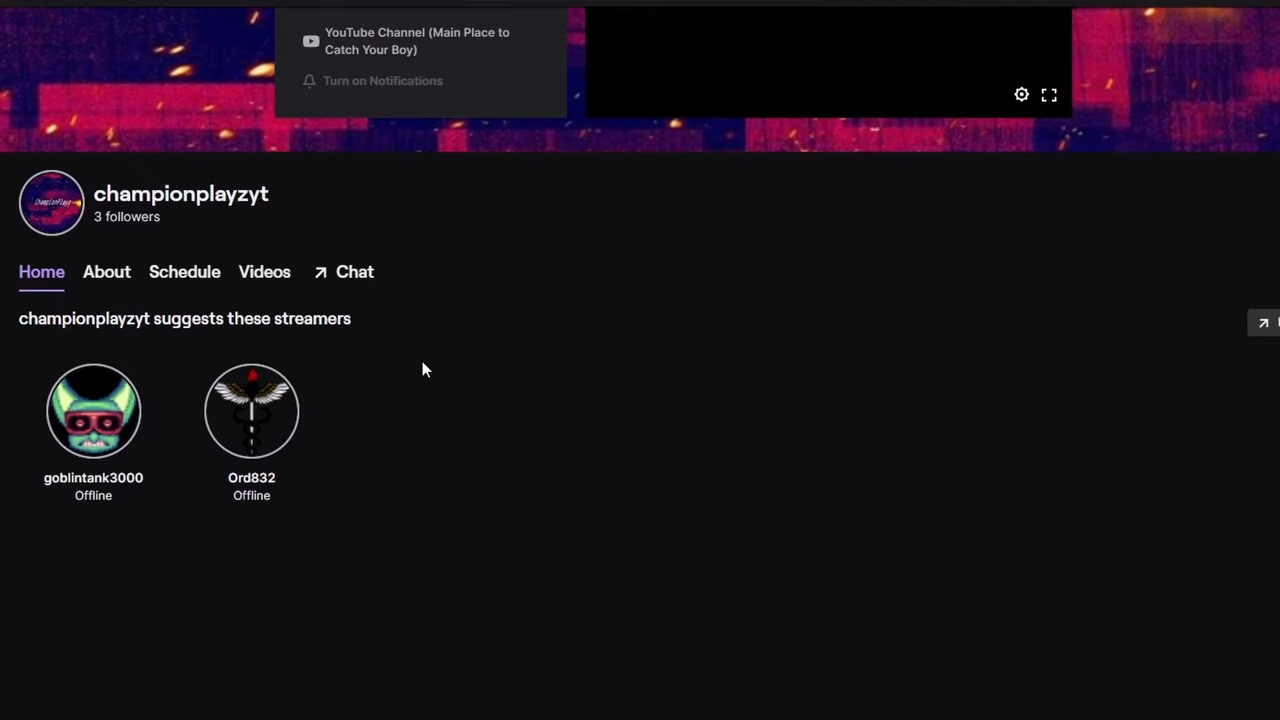 YouTube Channel (Main Place to
Catch Your Boy)
Turn on Notifications
championplayzyt
3 followers
Home About Schedule Videos Chat
championplayzyt suggests these streamers
goblintank3000 Ord832
Offline Offline